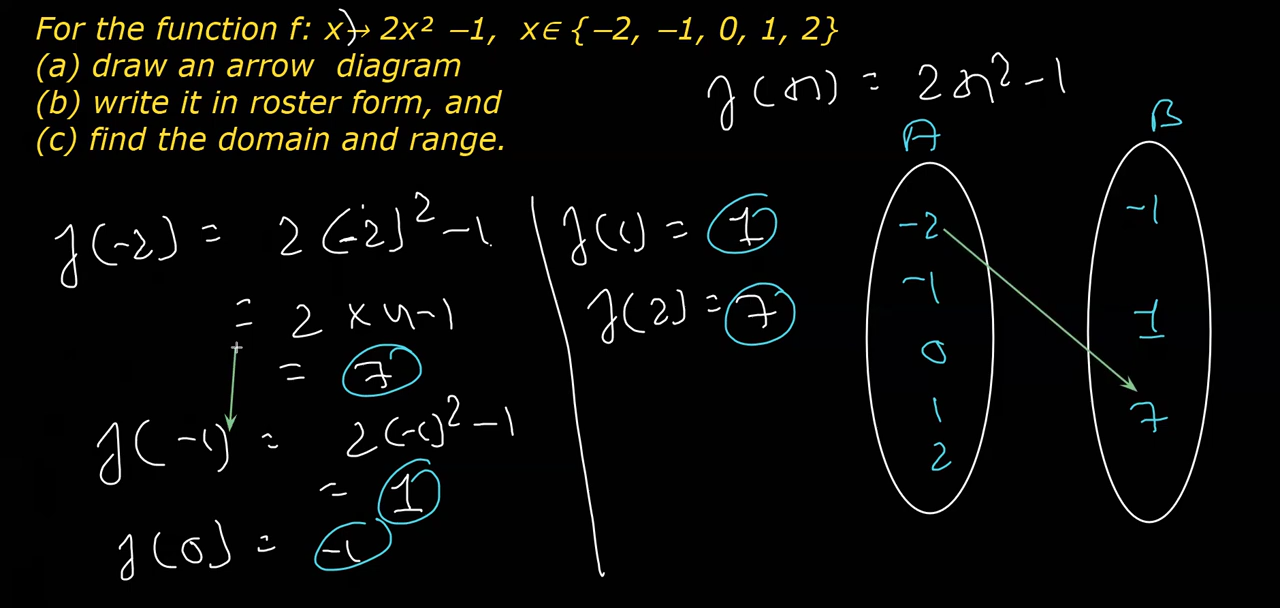 For the function f: x↦ 2x² −1, x∈ {−2, −1, 0, 1, 2}
(a) draw an arrow diagram
(b) write it in roster form, and
(c) find the domain and range.
f(x) = 2x²-1
f(-2) = 2(-2)²-1
= 2×4-1
= 7
f(-1) = 2(-1)²-1
= 1
f(0) = -1
f(1) = 1
f(2) = 7
A
-2
-1
0
1
2
B
-1
1
7